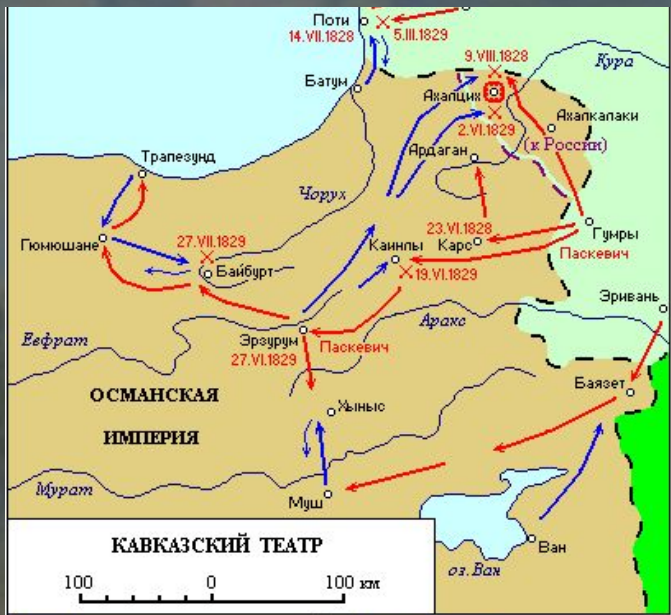 Поти
14.VII.1828
5.III.1829
9.VIII.1828
Кура
Батум
Ахалцих
Ахалкалаки
2.VI.1829
(к России)
Ардаган
Трапезунд
Чорух
Гюмюшане
27.VII.1829
Байбурт
23.VI.1828
Карс
Гумры
Каинлы
Паскевич
19.VI.1829
Эривань
Евфрат
Аракс
Эрзурум
Паскевич
27.VI.1829
Баязет
ОСМАНСКАЯ
ИМПЕРИЯ
Хыныс
Мурат
Муш
Ван
оз. Ван
КАВКАЗСКИЙ ТЕАТР
100 0 100 км